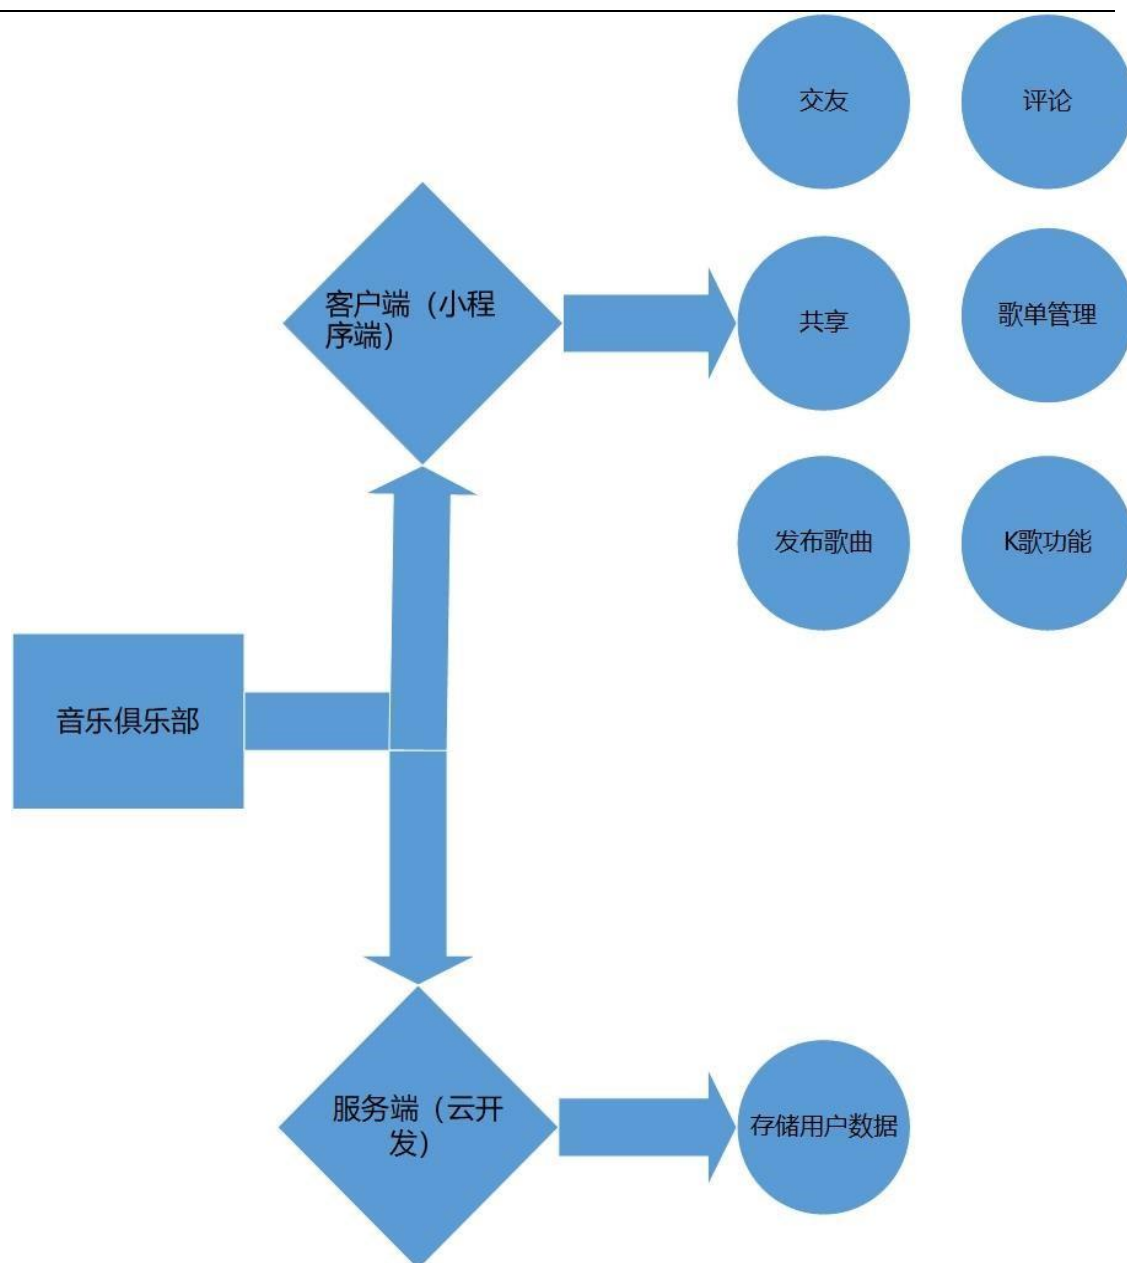 交友
评论
客户端（小程
序端）
共享
歌单管理
发布歌曲
K歌功能
音乐俱乐部
服务端（云开
发）
存储用户数据